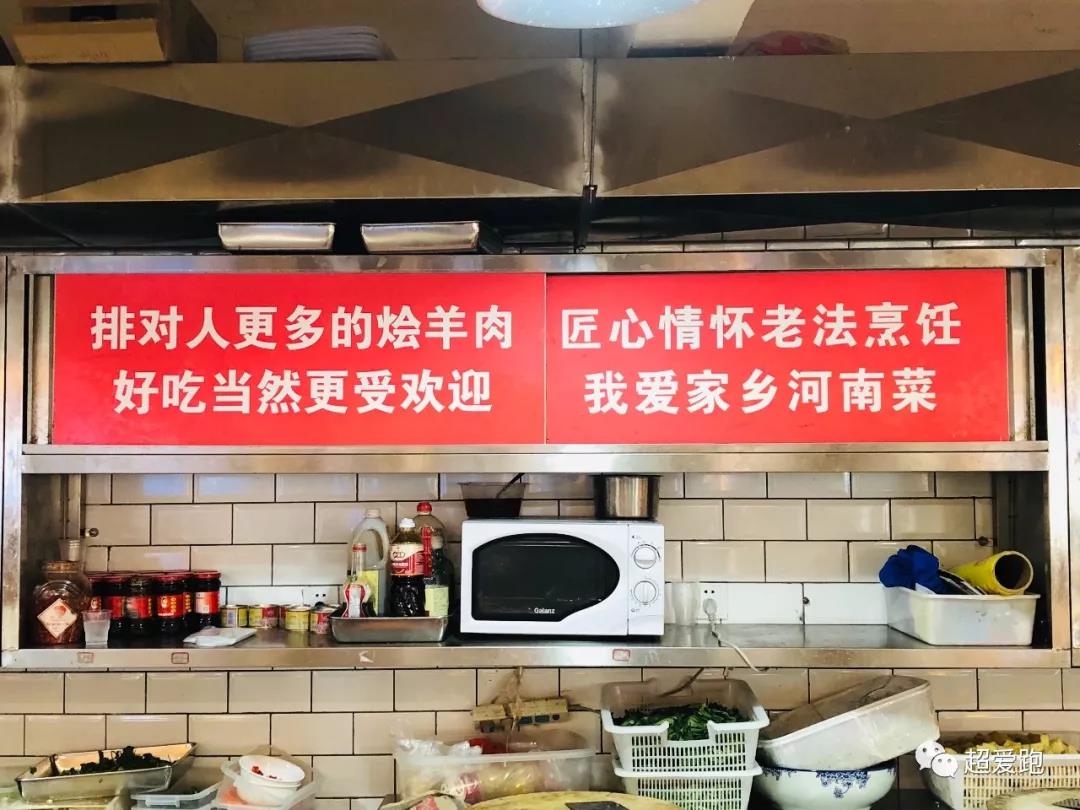 排对人更多的烩羊肉
好吃当然更受欢迎
匠心情怀老法烹饪
我爱家乡河南菜
Galanz
超爱跑